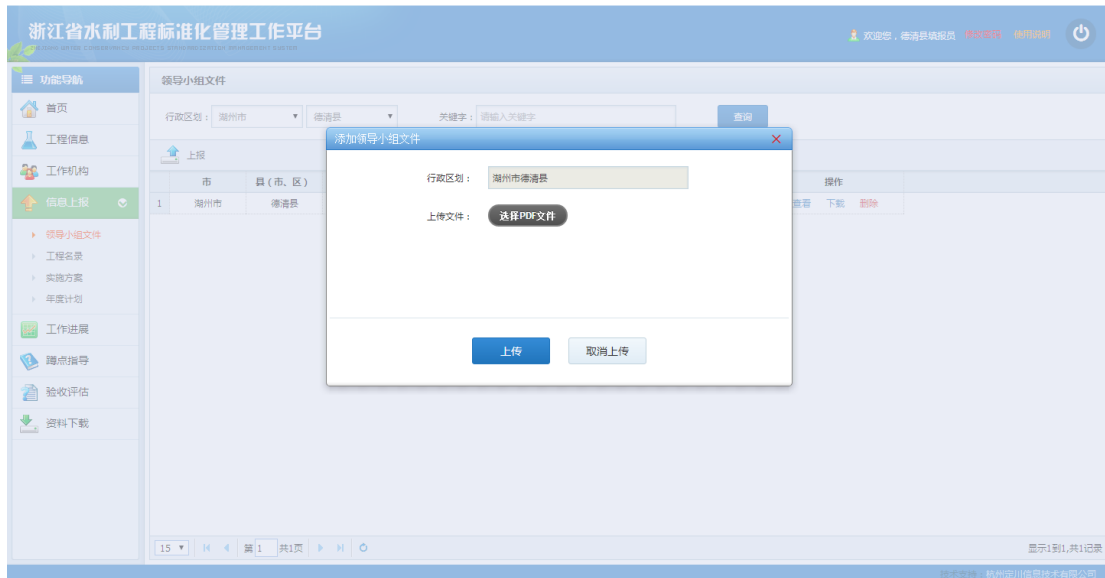 浙江省水利工程标准化管理工作平台
欢迎您，德清县填报员 使用说明
功能导航
首页
工程信息
工作机构
信息上报
领导小组文件
工程名录
实施方案
年度计划
工作进展
蹲点指导
验收评估
资料下载
领导小组文件
行政区划： 湖州市 德清县 关键字： 请输入关键字 查询
上报
市 县（市、区） 操作
1 湖州市 德清县 查看 下载 删除
添加领导小组文件
行政区划： 湖州市德清县
上传文件： 选择PDF文件
上传 取消上传
15 第 1 共1页 显示1到1,共1记录
技术支持：杭州定川信息技术有限公司